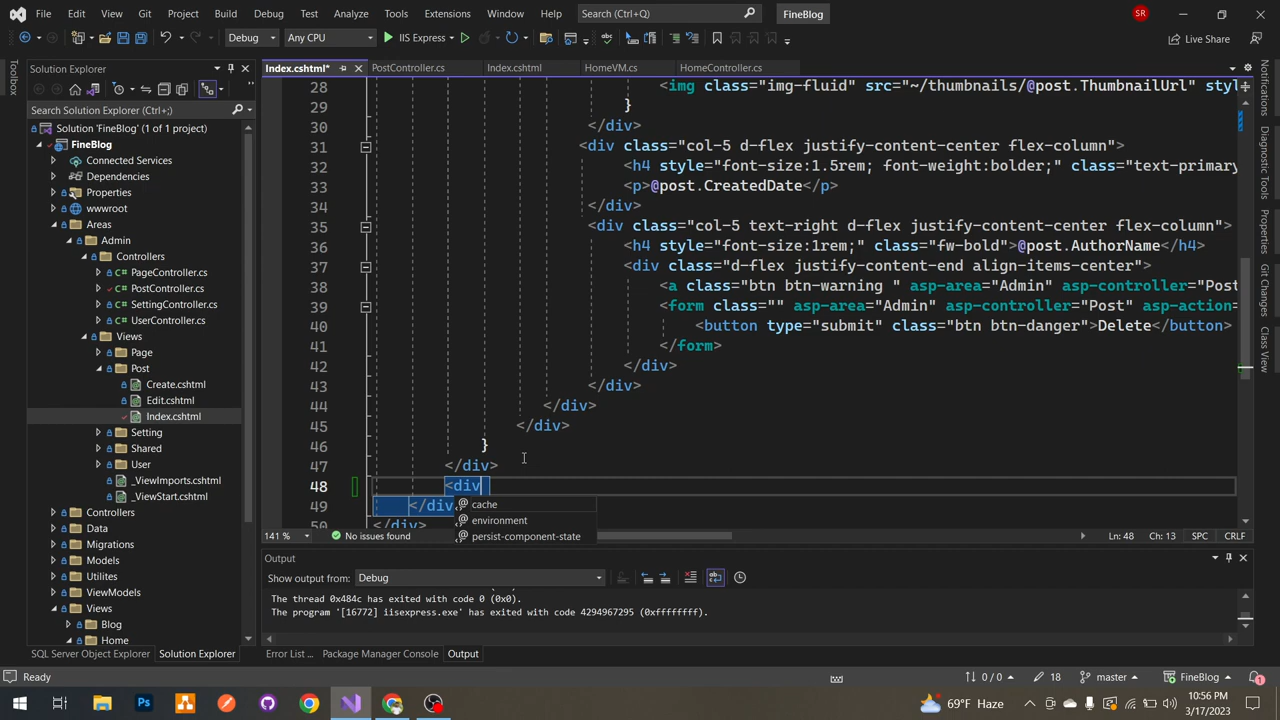 File Edit View Git Project Build Debug Test Analyze Tools Extensions Window Help Search (Ctrl+Q) FineBlog SR
Debug Any CPU IIS Express Live Share
Toolbox
Solution Explorer
Index.cshtml* PostController.cs Index.cshtml HomeVM.cs HomeController.cs
Search Solution Explorer (Ctrl+;)
Solution 'FineBlog' (1 of 1 project)
FineBlog
Connected Services
Dependencies
Properties
wwwroot
Areas
Admin
Controllers
PageController.cs
PostController.cs
SettingController.cs
UserController.cs
Views
Page
Post
Create.cshtml
Edit.cshtml
Index.cshtml
Setting
Shared
User
_ViewImports.cshtml
_ViewStart.cshtml
Controllers
Data
Migrations
Models
Utilites
ViewModels
Views
Blog
Home
SQL Server Object Explorer Solution Explorer
28 <img class="img-fluid" src="~/thumbnails/@post.ThumbnailUrl" styl
29 }
30 </div>
31 <div class="col-5 d-flex justify-content-center flex-column">
32 <h4 style="font-size:1.5rem; font-weight:bolder;" class="text-primary
33 <p>@post.CreatedDate</p>
34 </div>
35 <div class="col-5 text-right d-flex justify-content-center flex-column">
36 <h4 style="font-size:1rem;" class="fw-bold">@post.AuthorName</h4>
37 <div class="d-flex justify-content-end align-items-center">
38 <a class="btn btn-warning " asp-area="Admin" asp-controller="Post
39 <form class="" asp-area="Admin" asp-controller="Post" asp-action=
40 <button type="submit" class="btn btn-danger">Delete</button>
41 </form>
42 </div>
43 </div>
44 </div>
45 </div>
46 }
47 </div>
48 <div
49 </div
cache
environment
persist-component-state
50 </div>
141 % No issues found Ln: 48 Ch: 13 SPC CRLF
Output
Show output from: Debug
The thread 0x484c has exited with code 0 (0x0).
The program '[16772] iisexpress.exe' has exited with code 4294967295 (0xffffffff).
Error List ... Package Manager Console Output
Notifications
Git Changes
Class View
Ready 0 / 0 18 master FineBlog 1
69°F Haze 10:56 PM
3/17/2023